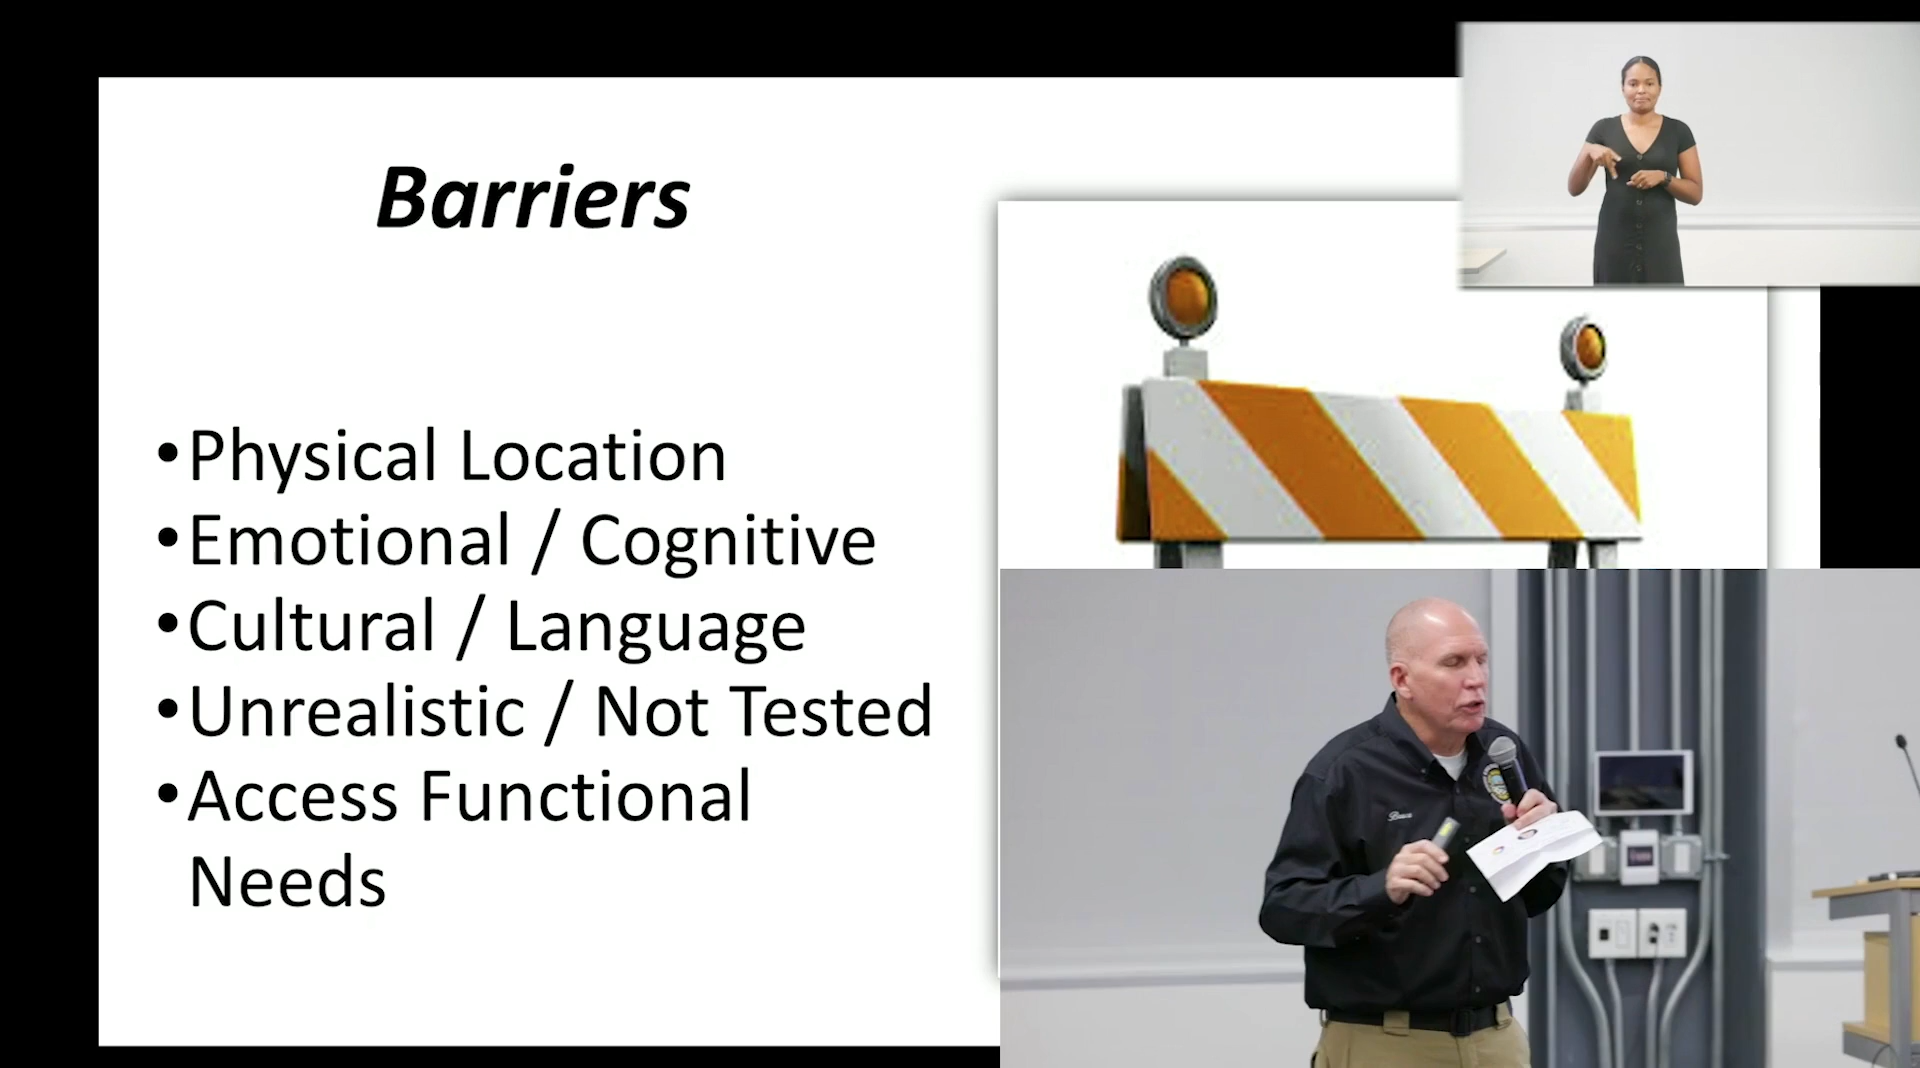 Barriers
•Physical Location
•Emotional / Cognitive
•Cultural / Language
•Unrealistic / Not Tested
•Access Functional
Needs